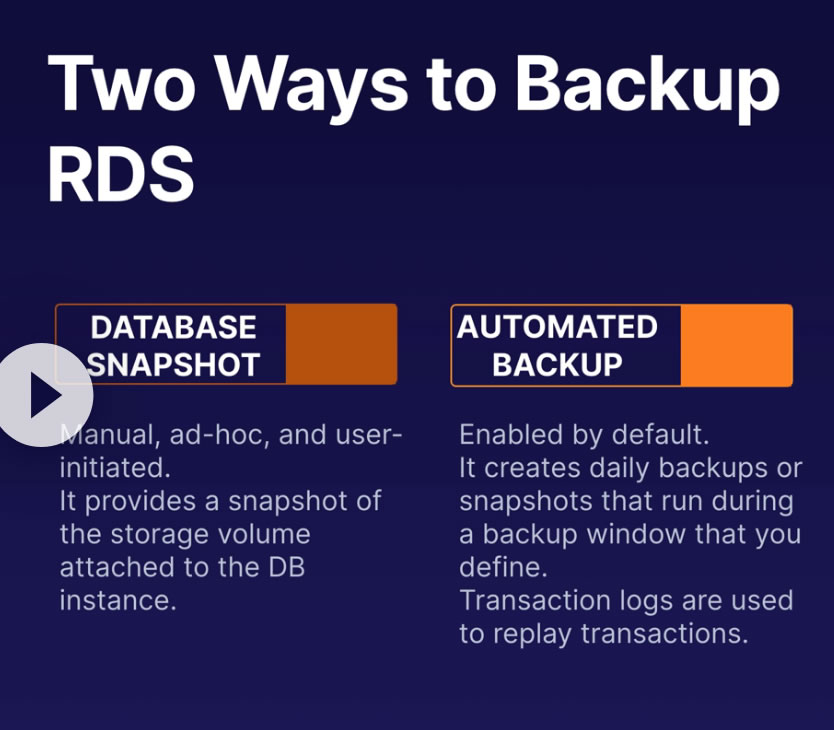 Two Ways to Backup
RDS
DATABASE
SNAPSHOT
Manual, ad-hoc, and user-
initiated.
It provides a snapshot of
the storage volume
attached to the DB
instance.
AUTOMATED
BACKUP
Enabled by default.
It creates daily backups or
snapshots that run during
a backup window that you
define.
Transaction logs are used
to replay transactions.